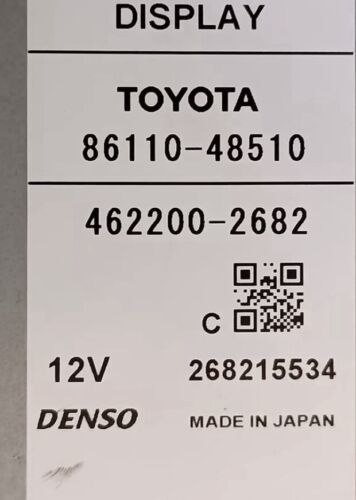 DISPLAY
TOYOTA
86110-48510
462200-2682
C
12V 268215534
DENSO MADE IN JAPAN